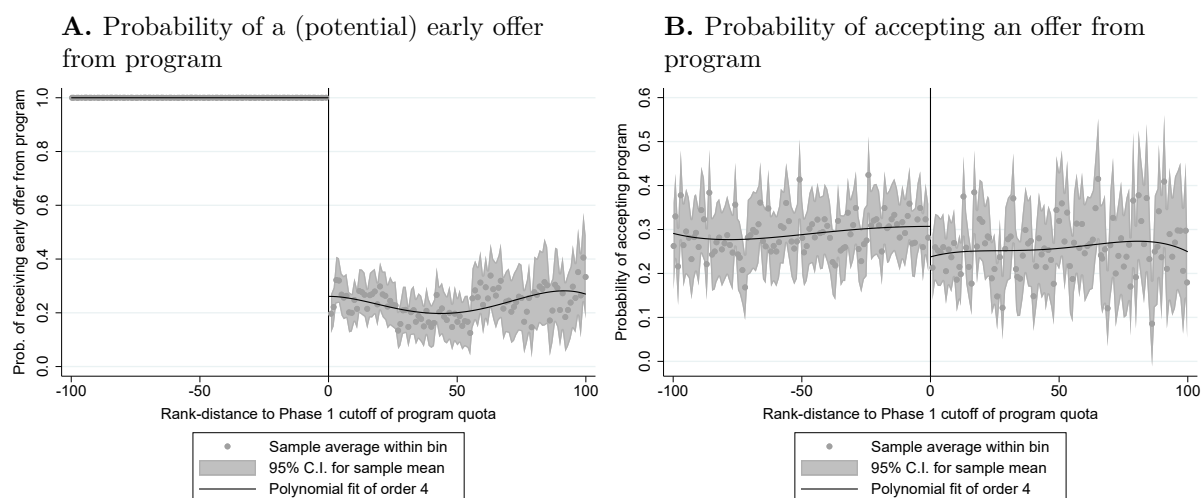 A. Probability of a (potential) early offer
from program
Prob. of receiving early offer from program
1.0
0.8
0.6
0.4
0.2
0.0
-100
-50
0
50
100
Rank-distance to Phase 1 cutoff of program quota
Sample average within bin
95% C.I. for sample mean
Polynomial fit of order 4
B. Probability of accepting an offer from
program
Probability of accepting program
0.6
0.5
0.4
0.3
0.2
0.1
0.0
-100
-50
0
50
100
Rank-distance to Phase 1 cutoff of program quota
Sample average within bin
95% C.I. for sample mean
Polynomial fit of order 4